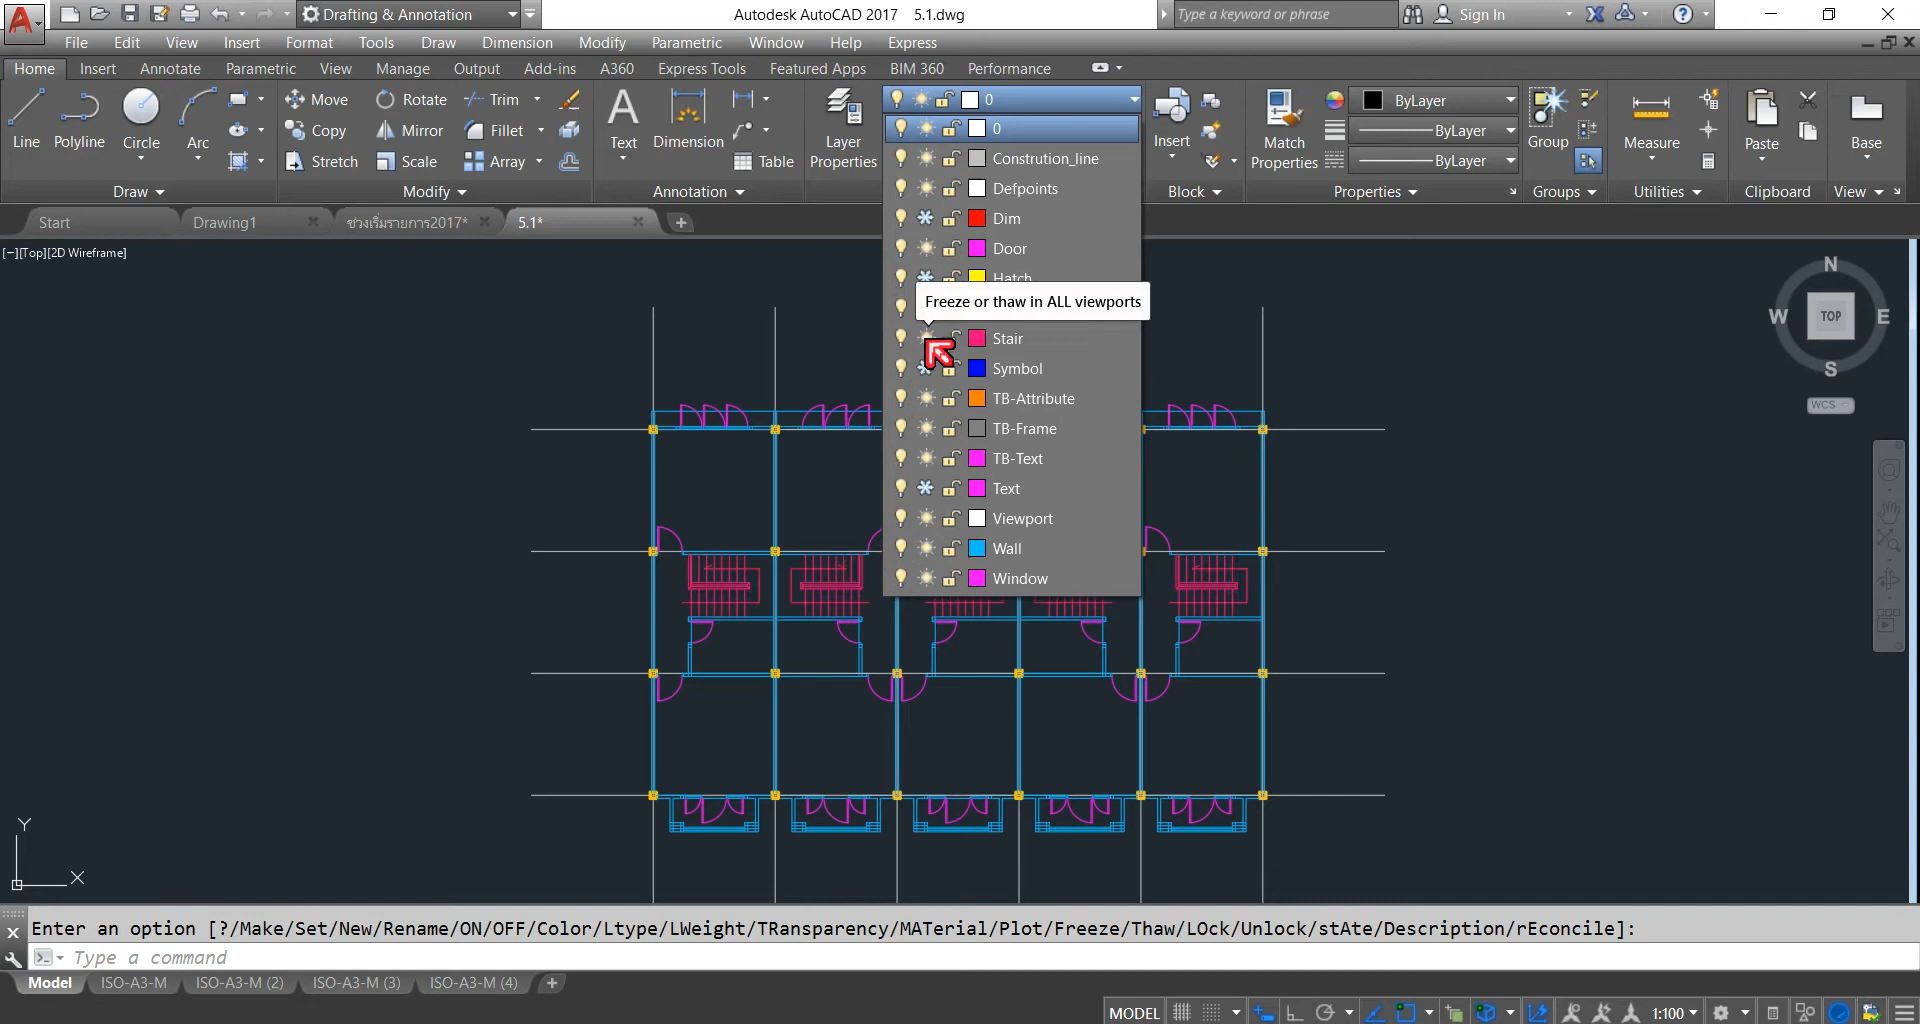 Drafting & Annotation
Autodesk AutoCAD 2017 5.1.dwg
Type a keyword or phrase
Sign In
File Edit View Insert Format Tools Draw Dimension Modify Parametric Window Help Express
Home Insert Annotate Parametric View Manage Output Add-ins A360 Express Tools Featured Apps BIM 360 Performance
Line
Polyline
Circle
Arc
Draw
Move
Copy
Stretch
Rotate
Mirror
Scale
Trim
Fillet
Array
Modify
Text
Dimension
Table
Annotation
Layer
Properties
0
0
Constrution_line
Defpoints
Dim
Door
Hatch
Freeze or thaw in ALL viewports
Stair
Symbol
TB-Attribute
TB-Frame
TB-Text
Text
Viewport
Wall
Window
Insert
Block
Match
Properties
ByLayer
ByLayer
ByLayer
Properties
Group
Groups
Measure
Utilities
Paste
Clipboard
Base
View
Start
Drawing1
ช่วงเริ่มรายการ2017*
5.1*
[−][Top][2D Wireframe]
N
W TOP E
S
WCS
Y
X
Enter an option [?/Make/Set/New/Rename/ON/OFF/Color/Ltype/LWeight/TRansparency/MATerial/Plot/Freeze/Thaw/LOck/Unlock/stAte/Description/rEconcile]:
Type a command
Model ISO-A3-M ISO-A3-M (2) ISO-A3-M (3) ISO-A3-M (4)
MODEL 1:100